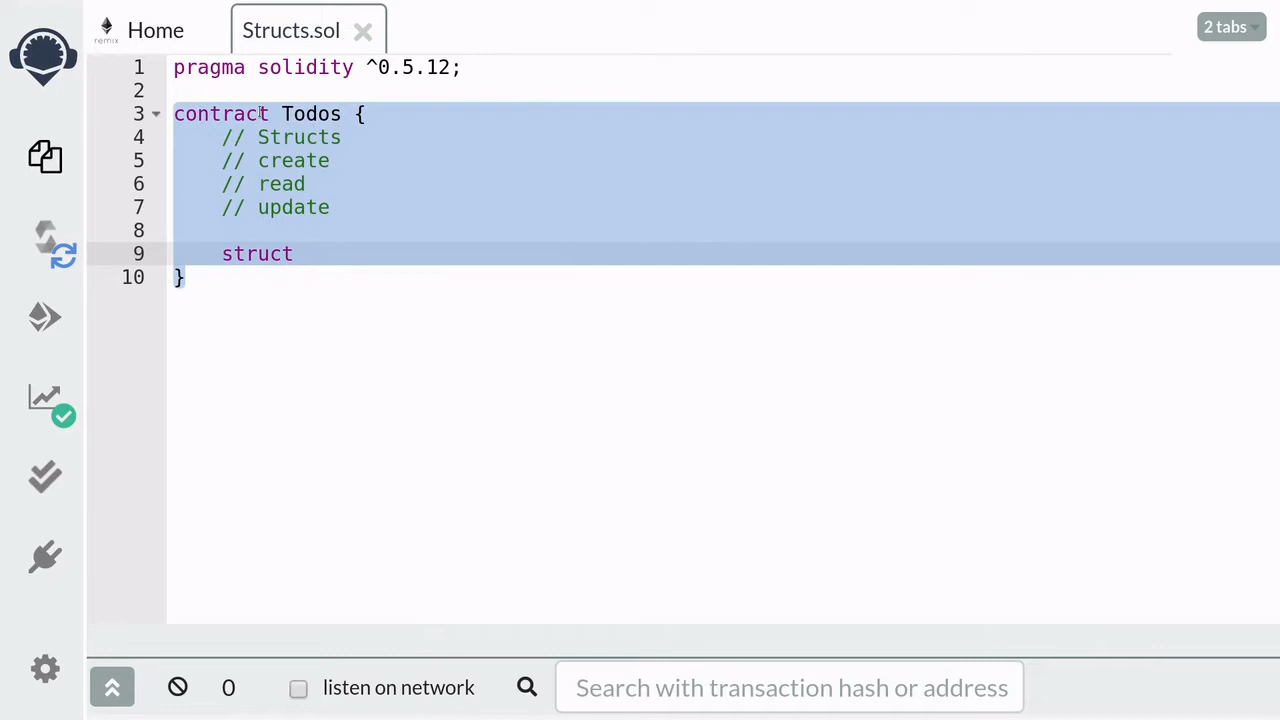 remix
Home
Structs.sol
2 tabs
1 pragma solidity ^0.5.12;
2
3 contract Todos {
4 // Structs
5 // create
6 // read
7 // update
8
9 struct
10 }
0
listen on network
Search with transaction hash or address